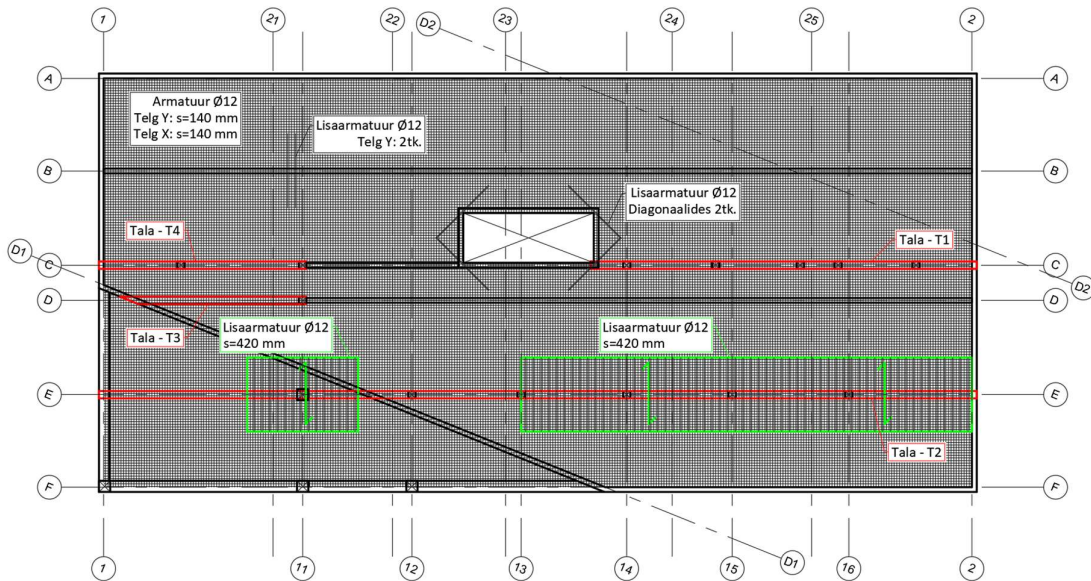 1
21
22
D2
23
24
25
2
A
A
Armatuur Ø12
Telg Y: s=140 mm
Telg X: s=140 mm
Lisaarmatuur Ø12
Telg Y: 2tk.
B
B
Lisaarmatuur Ø12
Diagonaalides 2tk.
Tala - T4
Tala - T1
D1
C
C
D2
D
D
Tala - T3
Lisaarmatuur Ø12
s=420 mm
Lisaarmatuur Ø12
s=420 mm
E
E
Tala - T2
F
F
1
11
12
13
14
15
16
2
D1